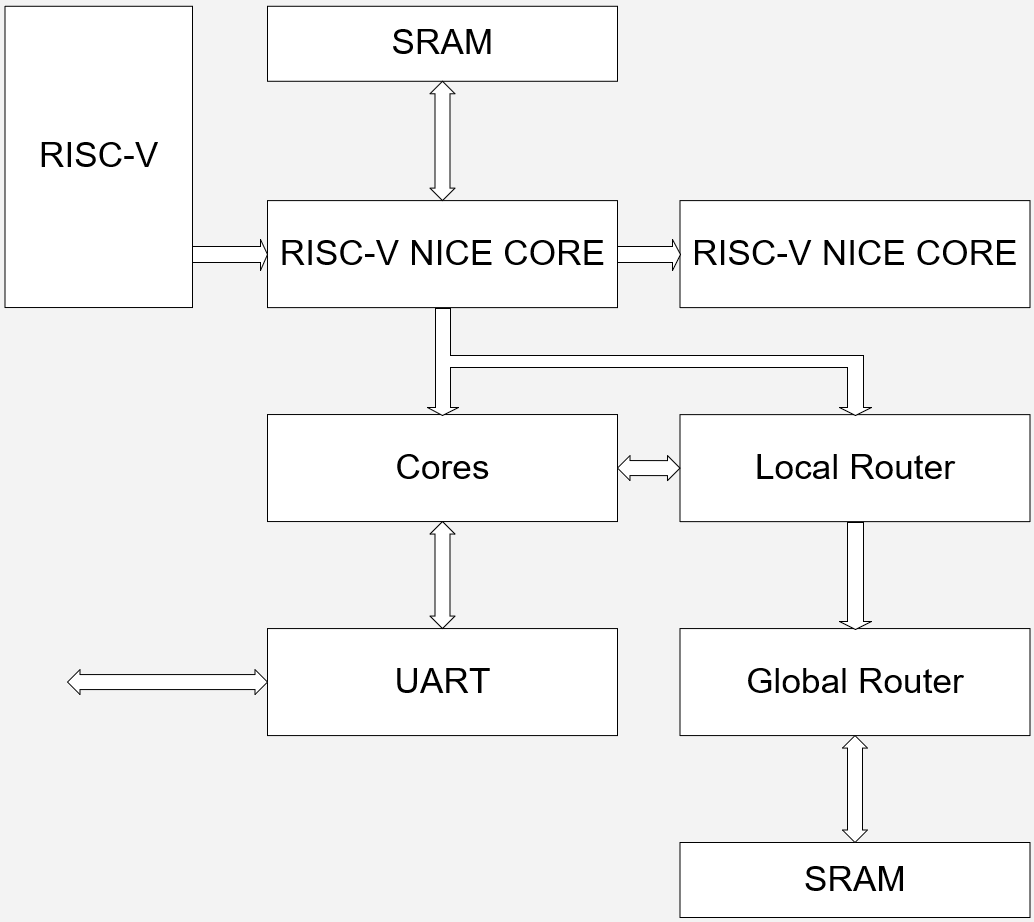 SRAM
RISC-V
RISC-V NICE CORE
RISC-V NICE CORE
Cores
Local Router
UART
Global Router
SRAM